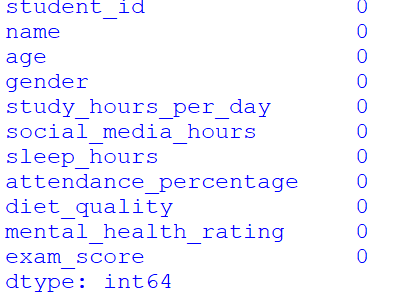 student_id                 0
name                       0
age                        0
gender                     0
study_hours_per_day        0
social_media_hours         0
sleep_hours                0
attendance_percentage      0
diet_quality               0
mental_health_rating       0
exam_score                 0
dtype: int64